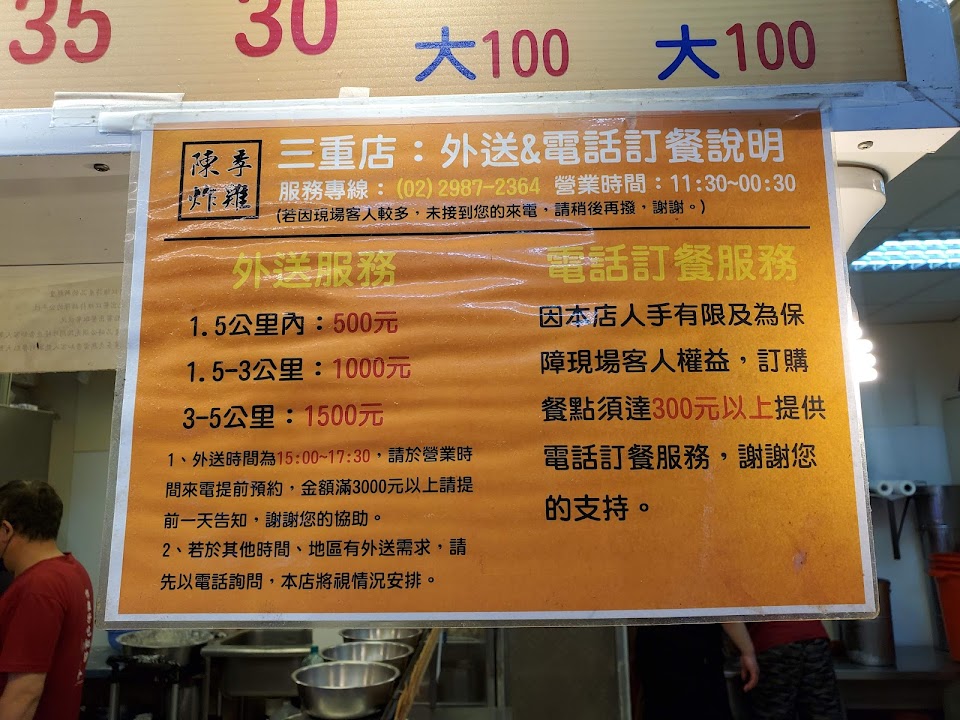 35 30 大100 大100
陳季
炸雞
三重店：外送&電話訂餐說明
服務專線：(02)2987-2364 營業時間：11:30~00:30
(若因現場客人較多，未接到您的來電，請稍後再撥，謝謝。)
外送服務
1.5公里內：500元
1.5-3公里：1000元
3-5公里：1500元
1、外送時間為15:00~17:30，請於營業時
間來電提前預約，金額滿3000元以上請提
前一天告知，謝謝您的協助。
2、若於其他時間、地區有外送需求，請
先以電話詢問，本店將視情況安排。
電話訂餐服務
因本店人手有限及為保
障現場客人權益，訂購
餐點須達300元以上提供
電話訂餐服務，謝謝您
的支持。